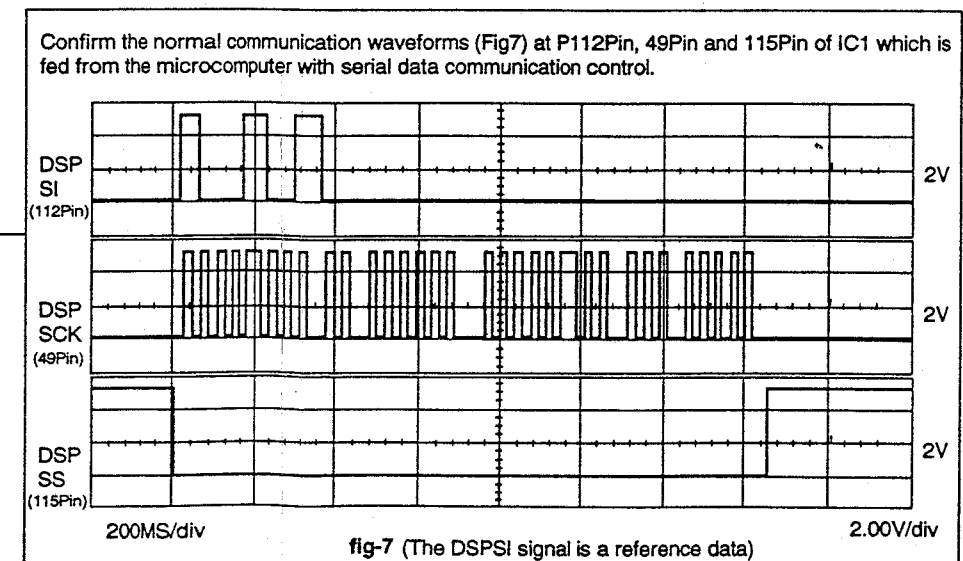 Confirm the normal communication waveforms (Fig7) at P112Pin, 49Pin and 115Pin of IC1 which is
fed from the microcomputer with serial data communication control.
DSP
SI
(112Pin)
2V
DSP
SCK
(49Pin)
2V
DSP
SS
(115Pin)
2V
200MS/div
2.00V/div
fig-7 (The DSPSI signal is a reference data)